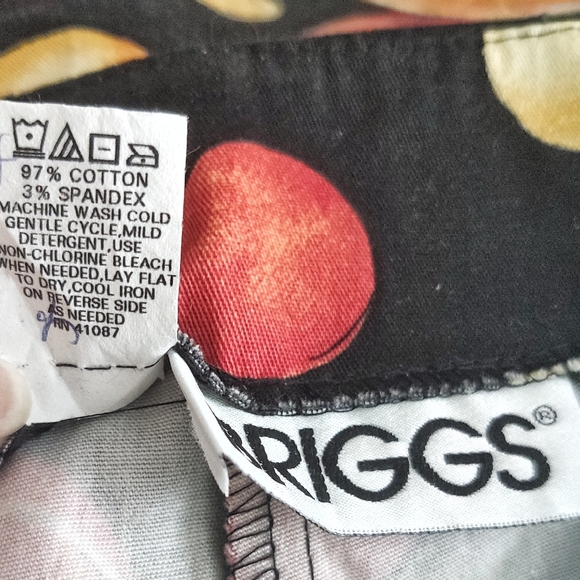 97% COTTON
3% SPANDEX
MACHINE WASH COLD
GENTLE CYCLE,MILD
DETERGENT,USE
NON-CHLORINE BLEACH
WHEN NEEDED,LAY FLAT
TO DRY,COOL IRON
ON REVERSE SIDE
AS NEEDED
RN 41087
BRIGGS®